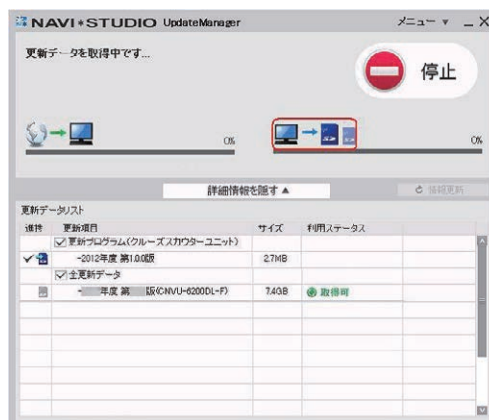 NAVI*STUDIO UpdateManager メニュー ▼ _ X
更新データを取得中です...
停止
0% 0%
詳細情報を隠す ▲ 情報更新
更新データリスト
進捗 更新項目 サイズ 利用ステータス
更新プログラム(クルーズスカウターユニット)
-2012年度 第1.0.0版 2.7MB
全更新データ
- 年度 第 版(CNVU-6200DL-F) 7.4GB 取得可